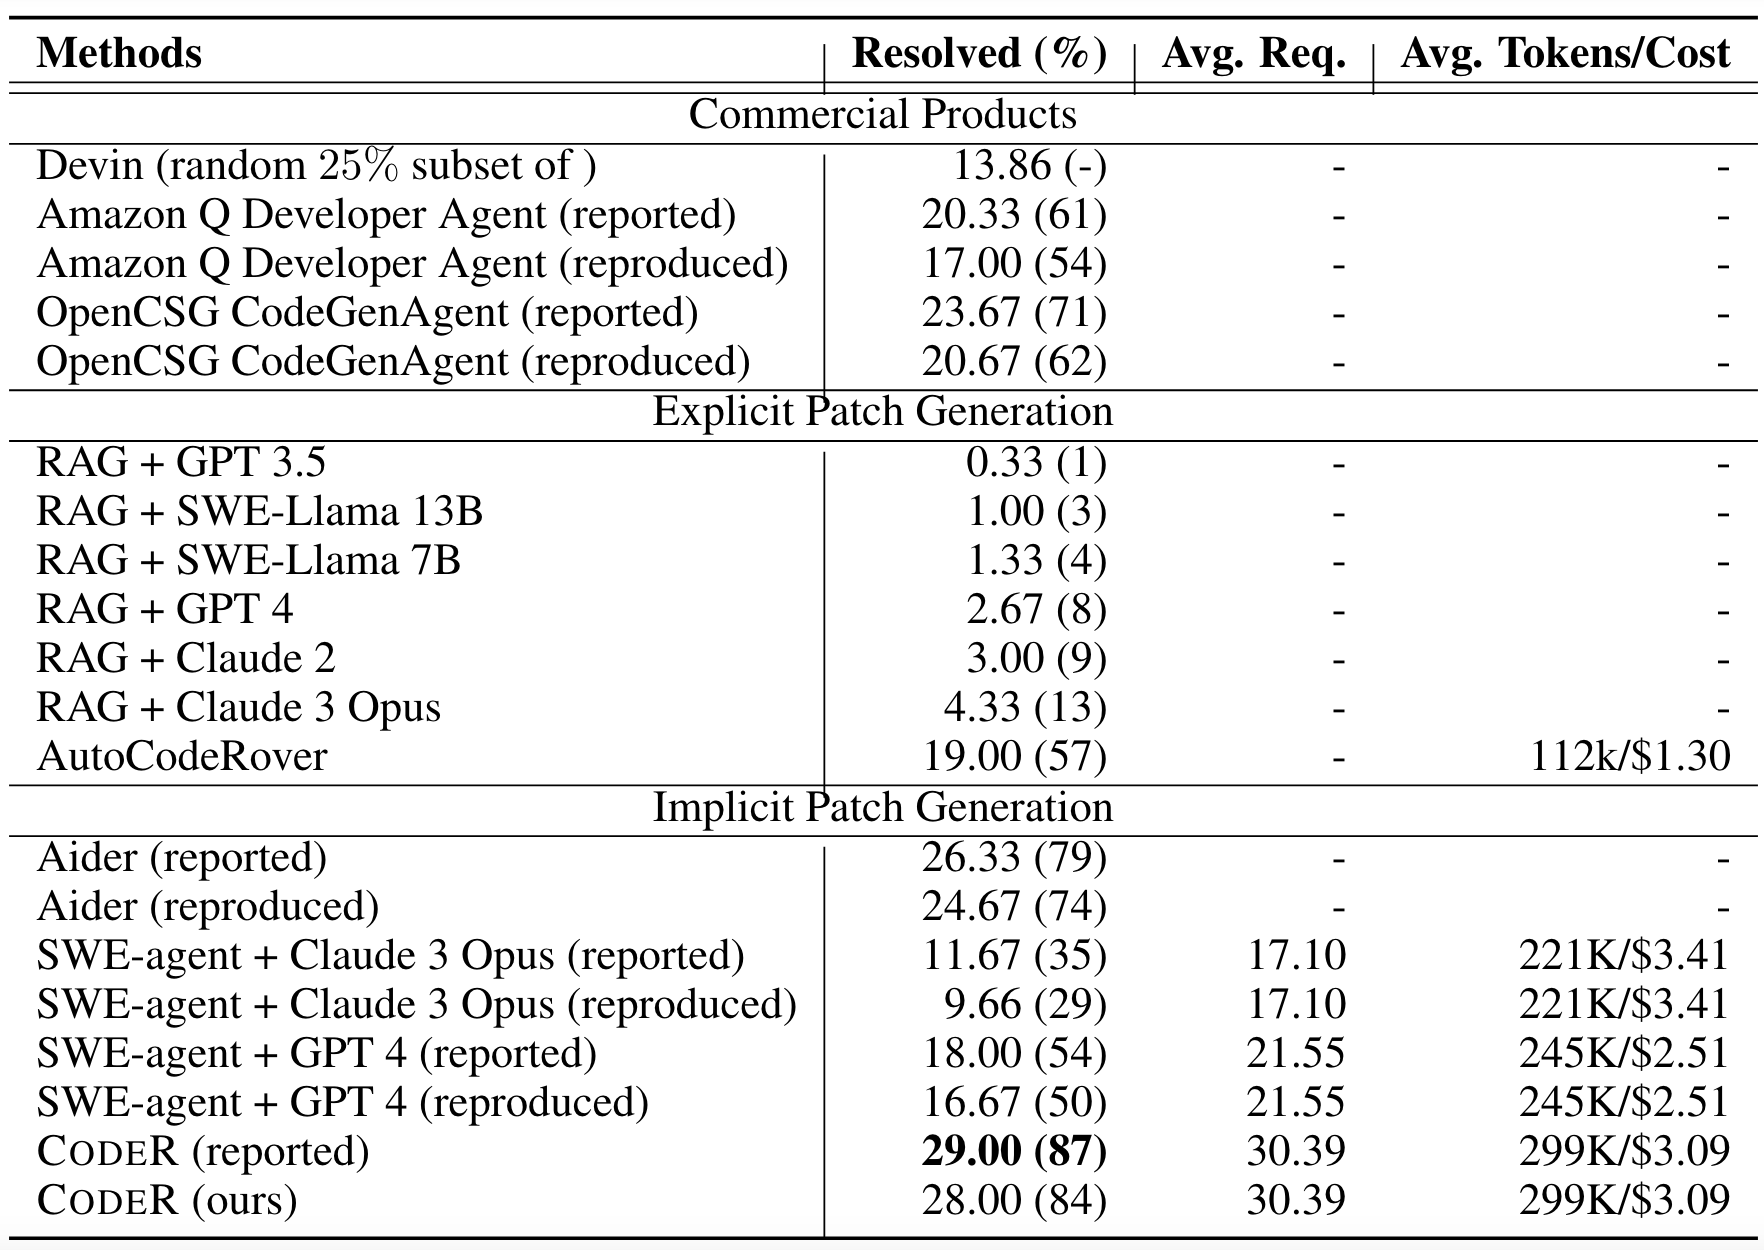 Methods Resolved (%) Avg. Req. Avg. Tokens/Cost
Commercial Products
Devin (random 25% subset of ) 13.86 (-) - -
Amazon Q Developer Agent (reported) 20.33 (61) - -
Amazon Q Developer Agent (reproduced) 17.00 (54) - -
OpenCSG CodeGenAgent (reported) 23.67 (71) - -
OpenCSG CodeGenAgent (reproduced) 20.67 (62) - -
Explicit Patch Generation
RAG + GPT 3.5 0.33 (1) - -
RAG + SWE-Llama 13B 1.00 (3) - -
RAG + SWE-Llama 7B 1.33 (4) - -
RAG + GPT 4 2.67 (8) - -
RAG + Claude 2 3.00 (9) - -
RAG + Claude 3 Opus 4.33 (13) - -
AutoCodeRover 19.00 (57) - 112k/$1.30
Implicit Patch Generation
Aider (reported) 26.33 (79) - -
Aider (reproduced) 24.67 (74) - -
SWE-agent + Claude 3 Opus (reported) 11.67 (35) 17.10 221K/$3.41
SWE-agent + Claude 3 Opus (reproduced) 9.66 (29) 17.10 221K/$3.41
SWE-agent + GPT 4 (reported) 18.00 (54) 21.55 245K/$2.51
SWE-agent + GPT 4 (reproduced) 16.67 (50) 21.55 245K/$2.51
CODER (reported) 29.00 (87) 30.39 299K/$3.09
CODER (ours) 28.00 (84) 30.39 299K/$3.09